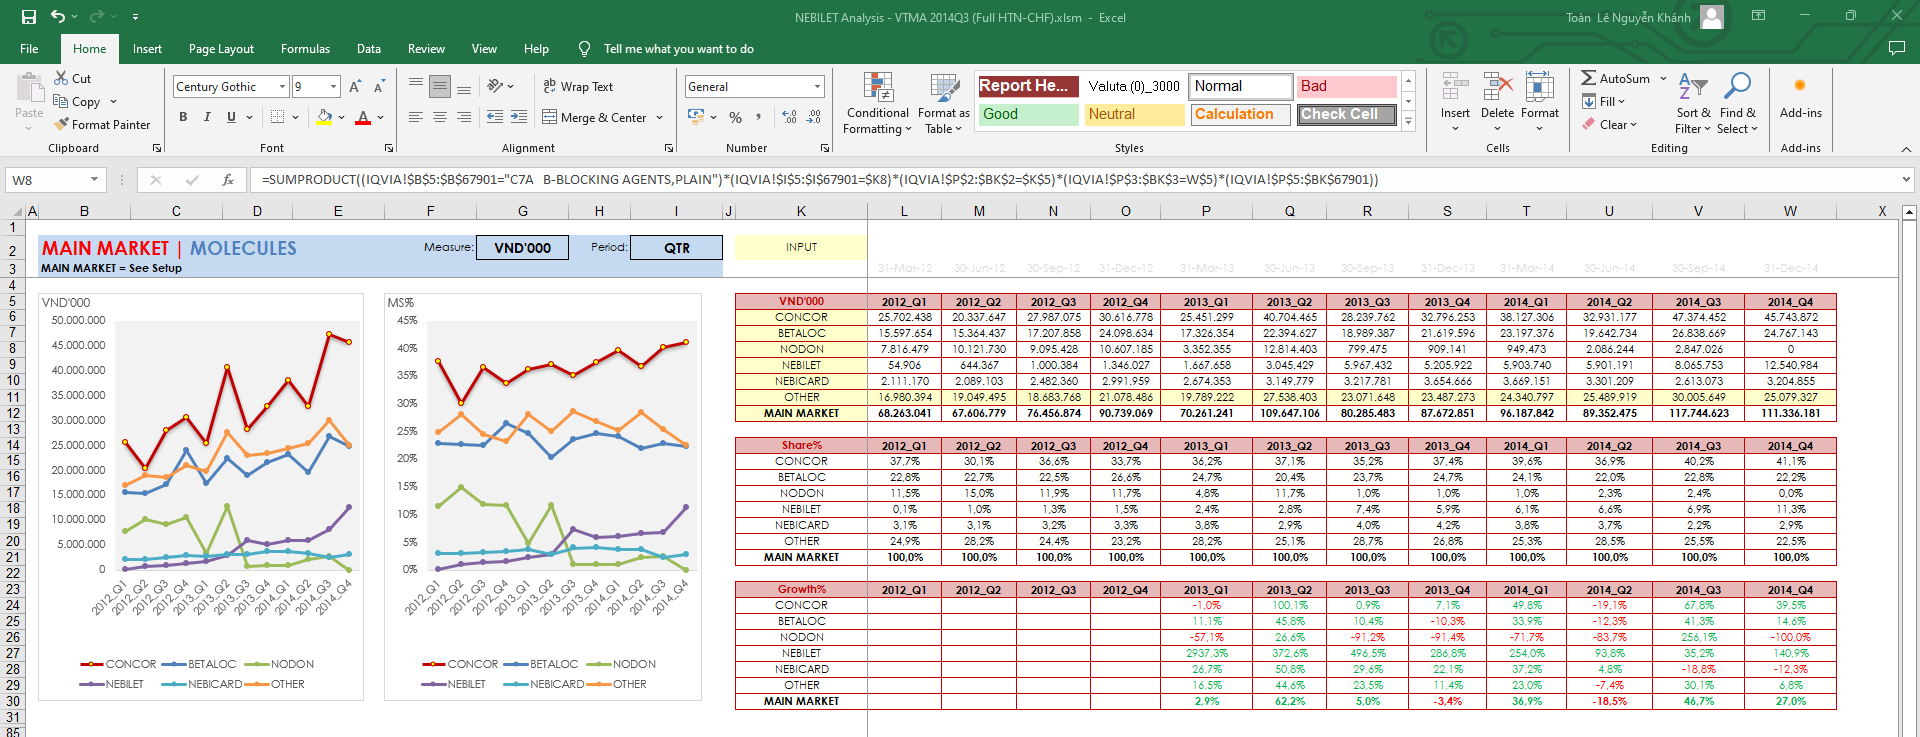 NEBILET Analysis - VTMA 2014Q3 (Full HTN-CHF).xlsm - Excel
Toàn Lê Nguyễn Khánh
File Home Insert Page Layout Formulas Data Review View Help Tell me what you want to do
Paste
Cut
Copy
Format Painter
Clipboard
Century Gothic 9
B I U
Font
Wrap Text
Merge & Center
Alignment
General
Number
Conditional Formatting
Format as Table
Report He... Valuta (0)_3000 Normal Bad
Good Neutral Calculation Check Cell
Styles
Insert Delete Format
Cells
AutoSum
Fill
Clear
Sort & Filter
Find & Select
Editing
Add-ins
Add-ins
W8 fx =SUMPRODUCT((IQVIA!$B$5:$B$67901="C7A   B-BLOCKING AGENTS,PLAIN")*(IQVIA!$I$5:$I$67901=$K8)*(IQVIA!$P$2:$BK$2=$K$5)*(IQVIA!$P$3:$BK$3=W$5)*(IQVIA!$P$5:$BK$67901))
A B C D E F G H I J K L M N O P Q R S T U V W X
1
2
3
4
5
6
7
8
9
10
11
12
13
14
15
16
17
18
19
20
21
22
23
24
25
26
27
28
29
30
31
85
MAIN MARKET | MOLECULES
Measure: VND'000 Period: QTR
MAIN MARKET = See Setup
INPUT
31-Mar-12 30-Jun-12 30-Sep-12 31-Dec-12 31-Mar-13 30-Jun-13 30-Sep-13 31-Dec-13 31-Mar-14 30-Jun-14 30-Sep-14 31-Dec-14
VND'000
50.000.000
45.000.000
40.000.000
35.000.000
30.000.000
25.000.000
20.000.000
15.000.000
10.000.000
5.000.000
0
2012_Q1 2012_Q2 2012_Q3 2012_Q4 2013_Q1 2013_Q2 2013_Q3 2013_Q4 2014_Q1 2014_Q2 2014_Q3 2014_Q4
CONCOR BETALOC NODON
NEBILET NEBICARD OTHER
MS%
45%
40%
35%
30%
25%
20%
15%
10%
5%
0%
2012_Q1 2012_Q2 2012_Q3 2012_Q4 2013_Q1 2013_Q2 2013_Q3 2013_Q4 2014_Q1 2014_Q2 2014_Q3 2014_Q4
CONCOR BETALOC NODON
NEBILET NEBICARD OTHER
VND'000 2012_Q1 2012_Q2 2012_Q3 2012_Q4 2013_Q1 2013_Q2 2013_Q3 2013_Q4 2014_Q1 2014_Q2 2014_Q3 2014_Q4
CONCOR 25.702.438 20.337.647 27.987.075 30.616.778 25.451.299 40.704.465 28.239.762 32.796.253 38.127.306 32.931.177 47.374.452 45.743.872
BETALOC 15.597.654 15.364.437 17.207.858 24.098.634 17.326.354 22.394.627 18.989.387 21.619.596 23.197.376 19.642.734 26.838.669 24.767.143
NODON 7.816.479 10.121.730 9.095.428 10.607.185 3.352.355 12.814.403 799.475 909.141 949.473 2.086.244 2.847.026 0
NEBILET 54.906 644.367 1.000.384 1.346.027 1.667.658 3.045.429 5.967.432 5.205.922 5.903.740 5.901.191 8.065.753 12.540.984
NEBICARD 2.111.170 2.089.103 2.482.360 2.991.959 2.674.353 3.149.779 3.217.781 3.654.666 3.669.151 3.301.209 2.613.073 3.204.855
OTHER 16.980.394 19.049.495 18.683.768 21.078.486 19.789.222 27.538.403 23.071.648 23.487.273 24.340.797 25.489.919 30.005.649 25.079.327
MAIN MARKET 68.263.041 67.606.779 76.456.874 90.739.069 70.261.241 109.647.106 80.285.483 87.672.851 96.187.842 89.352.475 117.744.623 111.336.181
Share% 2012_Q1 2012_Q2 2012_Q3 2012_Q4 2013_Q1 2013_Q2 2013_Q3 2013_Q4 2014_Q1 2014_Q2 2014_Q3 2014_Q4
CONCOR 37,7% 30,1% 36,6% 33,7% 36,2% 37,1% 35,2% 37,4% 39,6% 36,9% 40,2% 41,1%
BETALOC 22,8% 22,7% 22,5% 26,6% 24,7% 20,4% 23,7% 24,7% 24,1% 22,0% 22,8% 22,2%
NODON 11,5% 15,0% 11,9% 11,7% 4,8% 11,7% 1,0% 1,0% 1,0% 2,3% 2,4% 0,0%
NEBILET 0,1% 1,0% 1,3% 1,5% 2,4% 2,8% 7,4% 5,9% 6,1% 6,6% 6,9% 11,3%
NEBICARD 3,1% 3,1% 3,2% 3,3% 3,8% 2,9% 4,0% 4,2% 3,8% 3,7% 2,2% 2,9%
OTHER 24,9% 28,2% 24,4% 23,2% 28,2% 25,1% 28,7% 26,8% 25,3% 28,5% 25,5% 22,5%
MAIN MARKET 100,0% 100,0% 100,0% 100,0% 100,0% 100,0% 100,0% 100,0% 100,0% 100,0% 100,0% 100,0%
Growth% 2012_Q1 2012_Q2 2012_Q3 2012_Q4 2013_Q1 2013_Q2 2013_Q3 2013_Q4 2014_Q1 2014_Q2 2014_Q3 2014_Q4
CONCOR -1,0% 100,1% 0,9% 7,1% 49,8% -19,1% 67,8% 39,5%
BETALOC 11,1% 45,8% 10,4% -10,3% 33,9% -12,3% 41,3% 14,6%
NODON -57,1% 26,6% -91,2% -91,4% -71,7% -83,7% 256,1% -100,0%
NEBILET 2937,3% 372,6% 496,5% 286,8% 254,0% 93,8% 35,2% 140,9%
NEBICARD 26,7% 50,8% 29,6% 22,1% 37,2% 4,8% -18,8% -12,3%
OTHER 16,5% 44,6% 23,5% 11,4% 23,0% -7,4% 30,1% 6,8%
MAIN MARKET 2,9% 62,2% 5,0% -3,4% 36,9% -18,5% 46,7% 27,0%